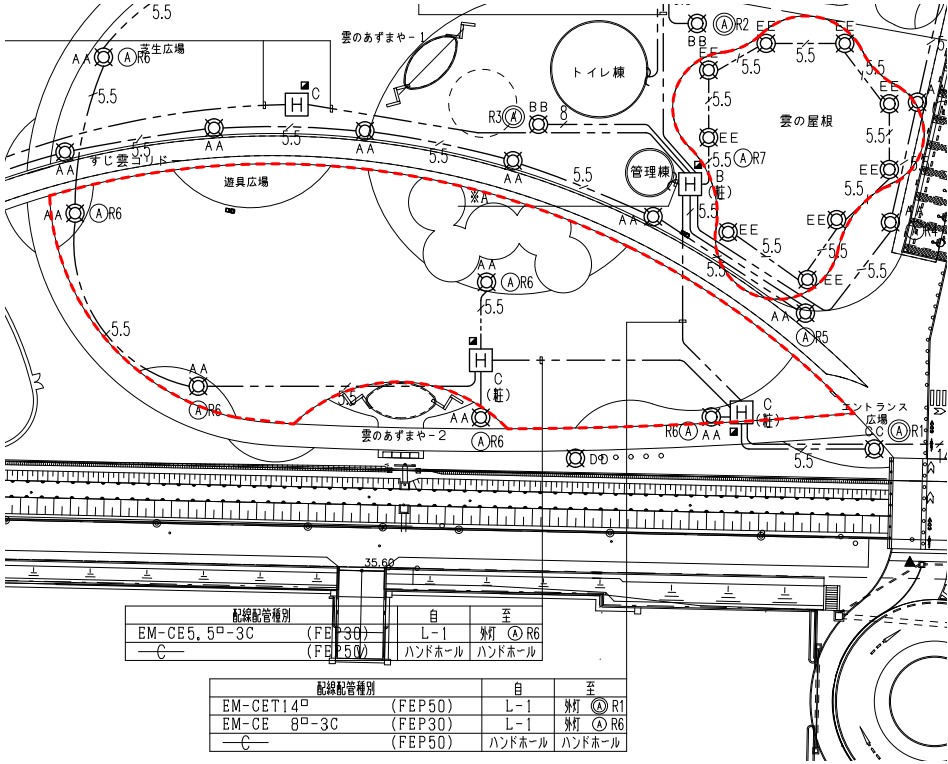 5.5
雲のあずまや-1
R2
BB
芝生広場
AA
R6
EE
EE
EE
5.5
5.5
トイレ棟
5.5
C
H
5.5
R3
BB
8
雲の屋根
AA
5.5
AA
5.5
AA
EE
5.5
すじ雲コリドー
AA
遊具広場
5.5
AA
5.5
管理棟
5.5
R7
B
H
(駐)
EE
※A
AA
R6
AA
5.5
EE
5.5
EE
R4
5.5
5.5
5.5
AA
R6
5.5
EE
AA
R5
5.5
H
C
(駐)
AA
R6
5.5
AA
R6
雲のあずまや-2
R6
AA
H
C
(駐)
エントランス
広場
CC
R1
DD
5.5
14
35.60
配線配管種別 自 至
EM-CE5.5□-3C (FEP30) L-1 外灯 Ⓐ R6
C (FEP50) ハンドホール ハンドホール
配線配管種別 自 至
EM-CET14□ (FEP50) L-1 外灯 Ⓐ R1
EM-CE 8□-3C (FEP30) L-1 外灯 Ⓐ R6
C (FEP50) ハンドホール ハンドホール